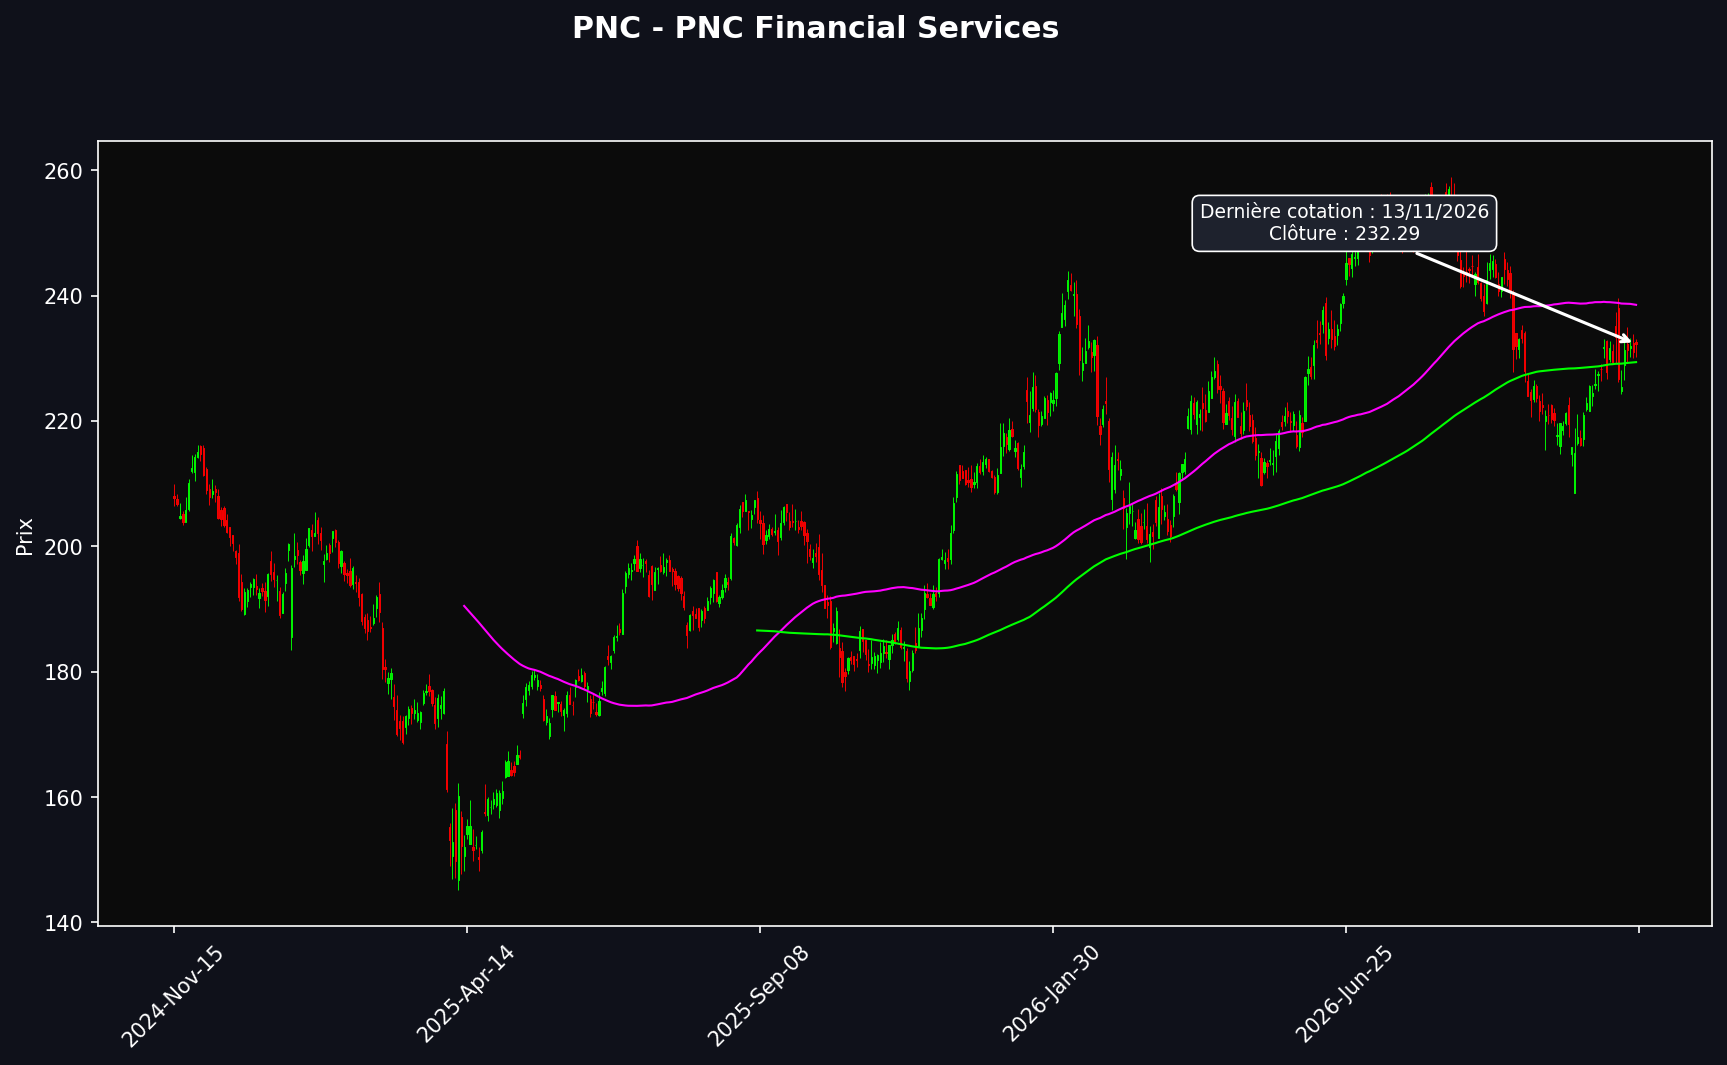 PNC - PNC Financial Services
Dernière cotation : 13/11/2026
Clôture : 232.29
Prix
260
240
220
200
180
160
140
2024-Nov-15
2025-Apr-14
2025-Sep-08
2026-Jan-30
2026-Jun-25